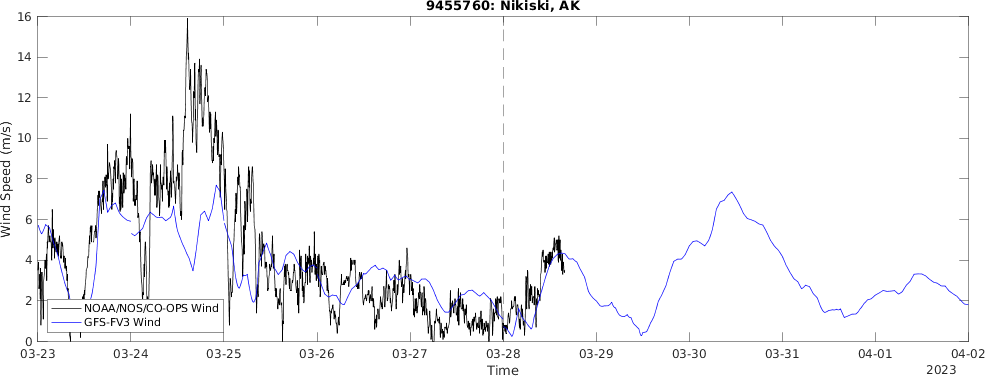 9455760: Nikiski, AK
Wind Speed (m/s)
16
14
12
10
8
6
4
2
0
NOAA/NOS/CO-OPS Wind
GFS-FV3 Wind
03-23 03-24 03-25 03-26 03-27 03-28 03-29 03-30 03-31 04-01 04-02
Time
2023